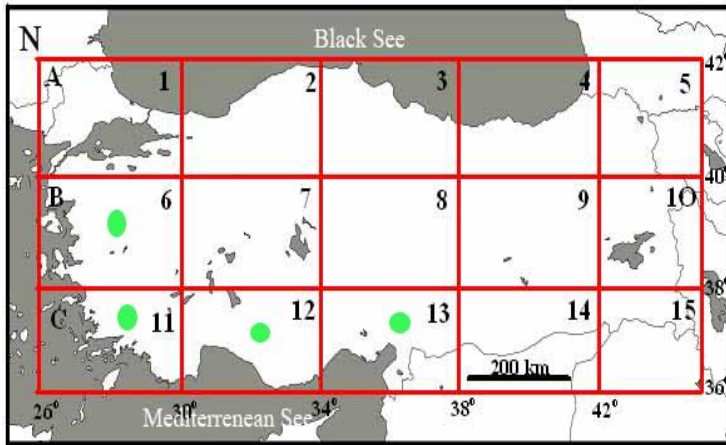 N
Black See
A 1 2 3 4 5 42°
40°
B 6 7 8 9 10
38°
C 11 12 13 14 15
200 km
36°
26° 30° 34° 38° 42°
Mediterrenean See